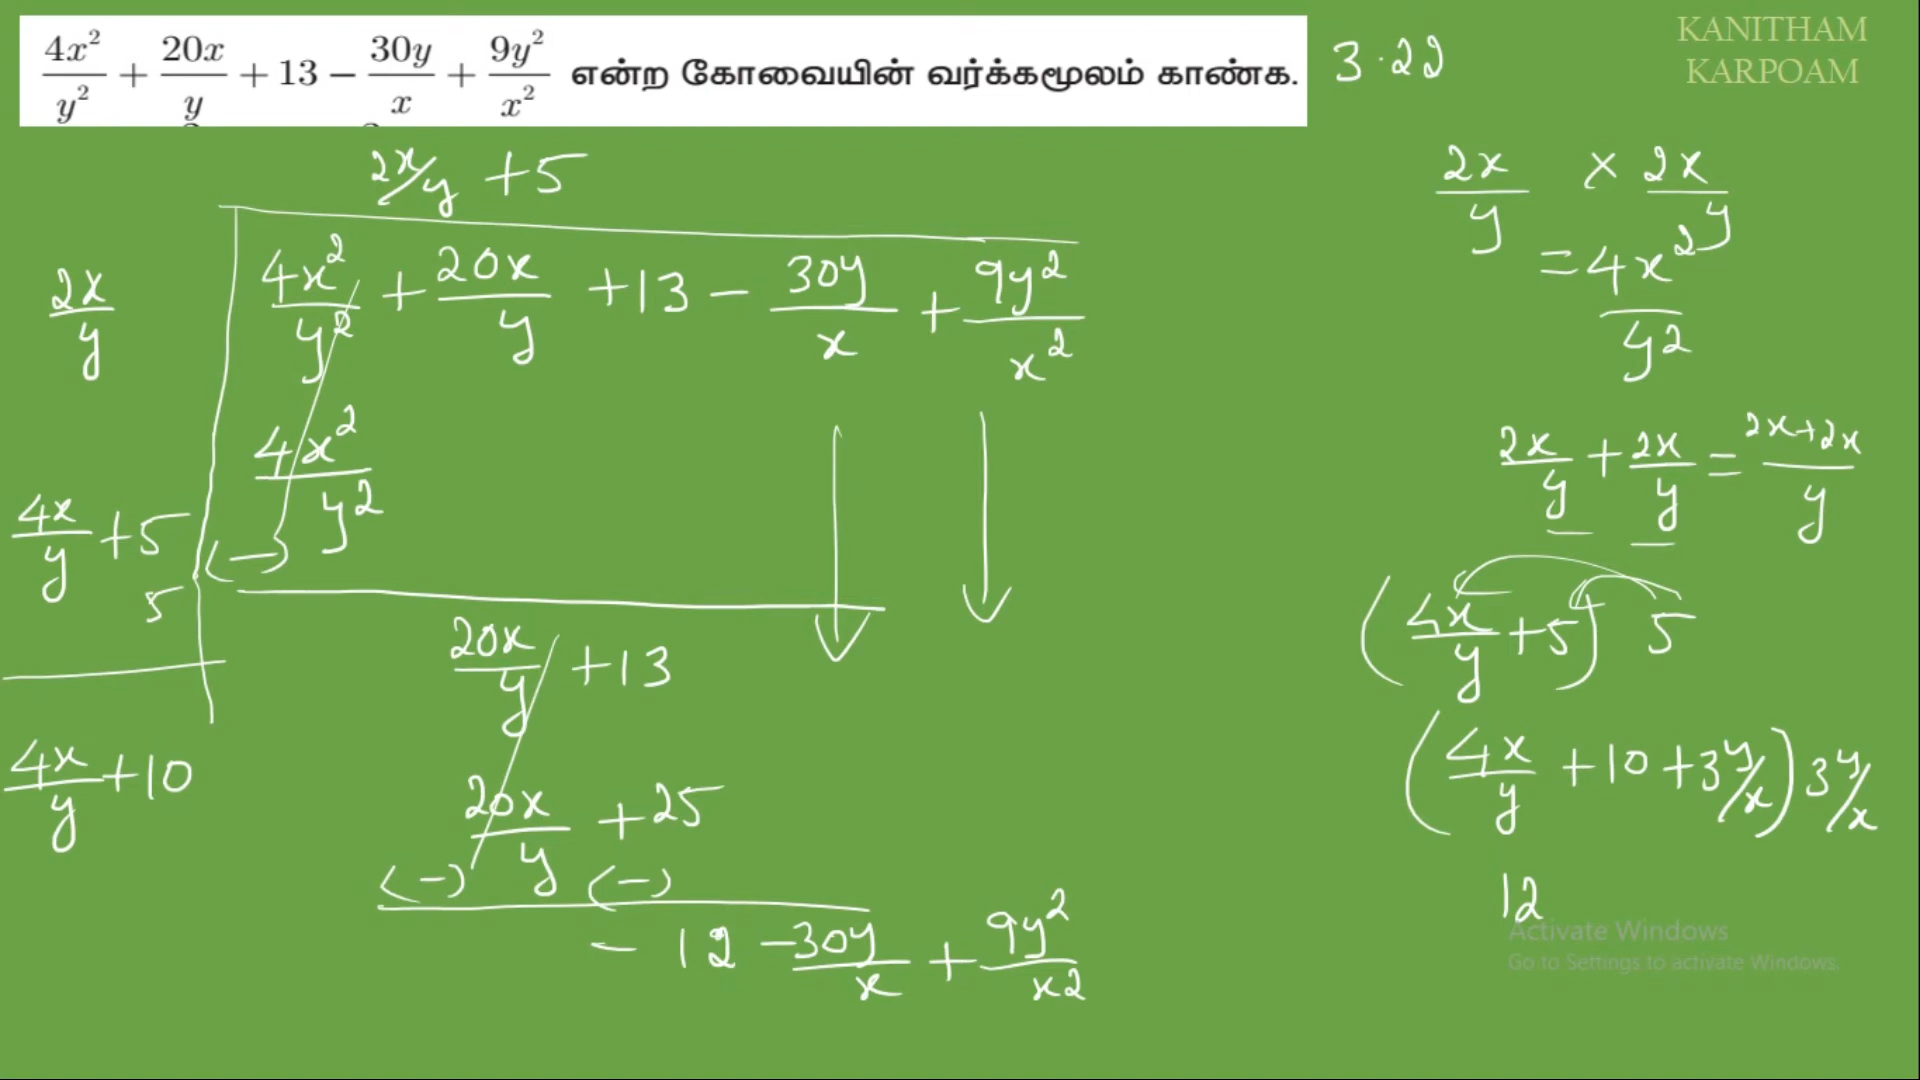 4x²/y² + 20x/y + 13 − 30y/x + 9y²/x² என்ற கோவையின் வர்க்கமூலம் காண்க. 3.22
KANITHAM
KARPOAM
2x/y + 5
2x/y
4x²/y² + 20x/y + 13 − 30y/x + 9y²/x²
4x²/y²
(−)
4x/y + 5
5
20x/y + 13
4x/y + 10
20x/y + 25
(−) (−)
− 12 − 30y/x + 9y²/x2
2x/y × 2x/y
= 4x²/y2
2x/y + 2x/y = 2x+2x/y
(4x/y + 5) 5
(4x/y + 10 + 3y/x) 3y/x
12
Activate Windows
Go to Settings to activate Windows.